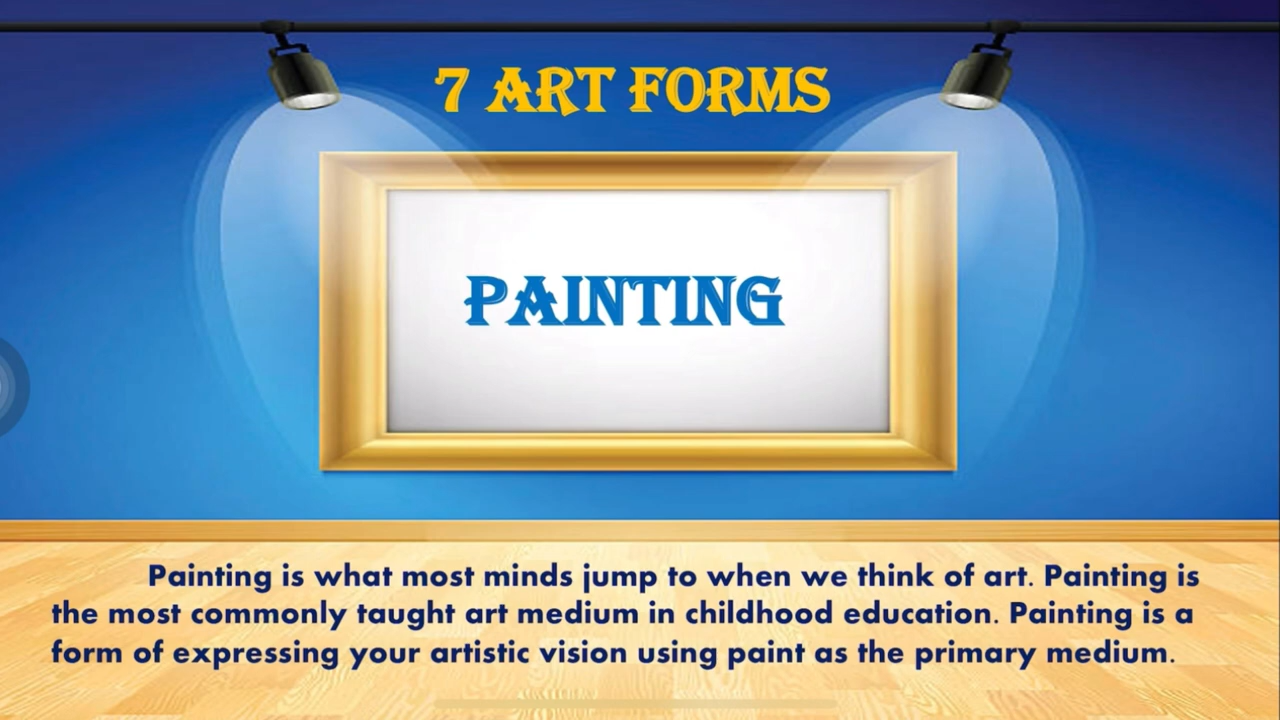 7 ART FORMS
PAINTING
Painting is what most minds jump to when we think of art. Painting is
the most commonly taught art medium in childhood education. Painting is a
form of expressing your artistic vision using paint as the primary medium.